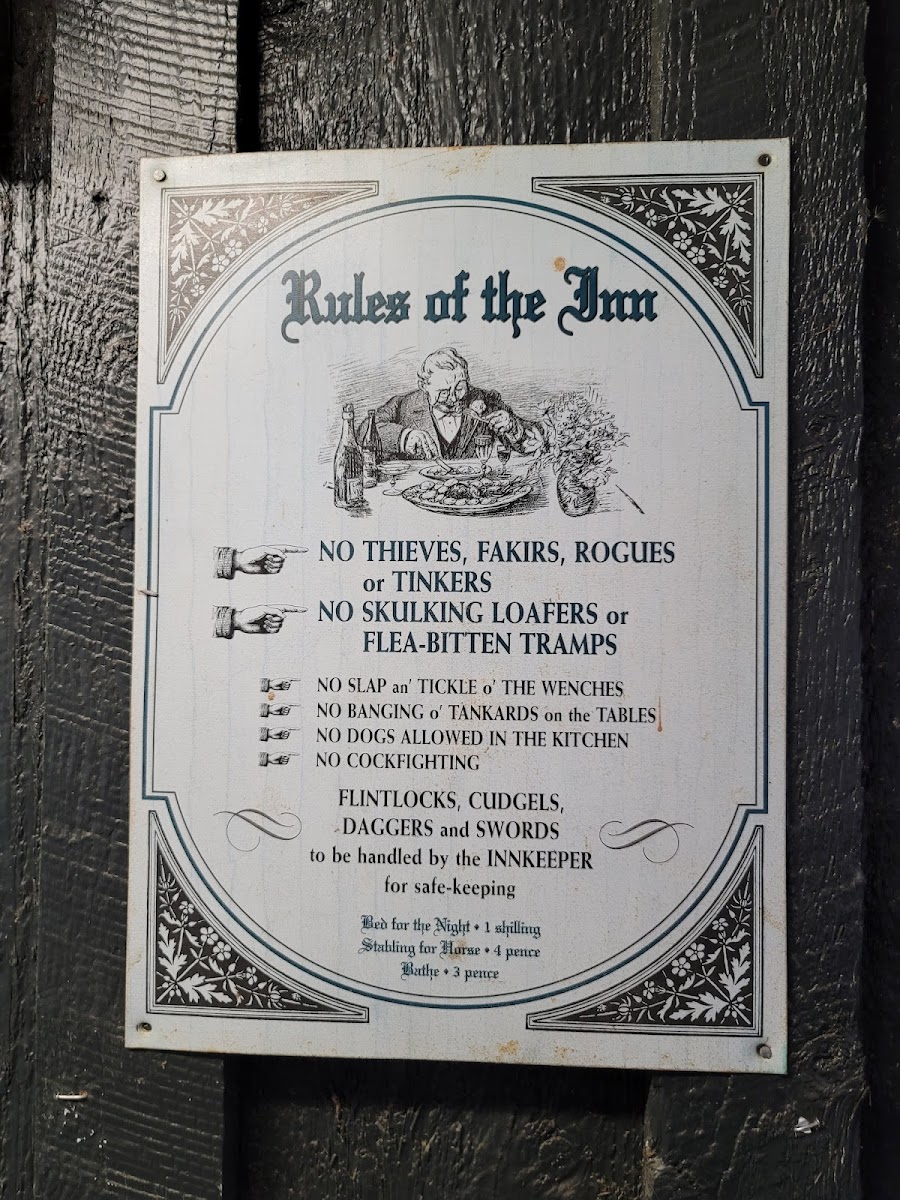 Rules of the Inn
NO THIEVES, FAKIRS, ROGUES
or TINKERS
NO SKULKING LOAFERS or
FLEA-BITTEN TRAMPS
NO SLAP an' TICKLE o' THE WENCHES
NO BANGING o' TANKARDS on the TABLES
NO DOGS ALLOWED IN THE KITCHEN
NO COCKFIGHTING
FLINTLOCKS, CUDGELS,
DAGGERS and SWORDS
to be handled by the INNKEEPER
for safe-keeping
Bed for the Night • 1 shilling
Stabling for Horse • 4 pence
Bathe • 3 pence